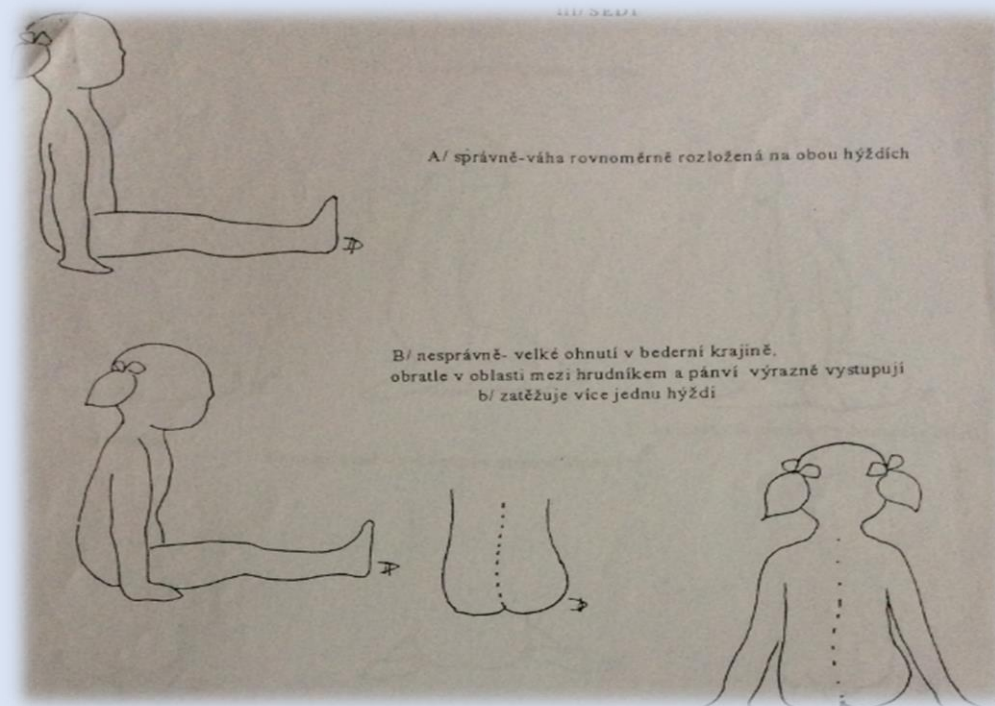 A/ správně-váha rovnoměrně rozložená na obou hýždích
B/ nesprávně- velké ohnutí v bederní krajině,
obratle v oblasti mezi hrudníkem a pánví výrazně vystupují
b/ zatěžuje více jednu hýždi